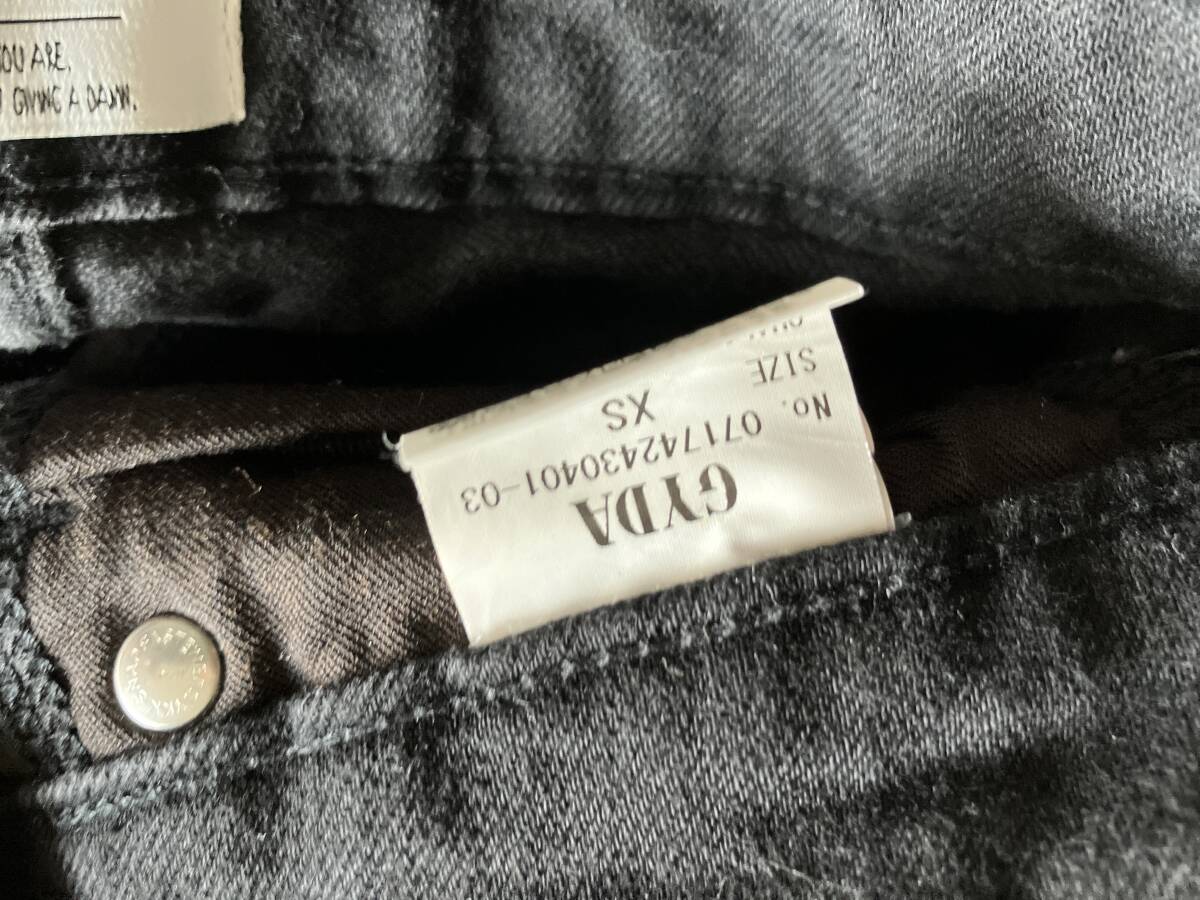 YOU ARE.
GIVING A DAMN.
GYDA
No. 071742430401-03
SIZE
XS